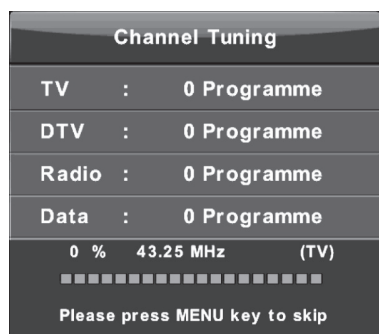 Channel Tuning
TV : 0 Programme
DTV : 0 Programme
Radio : 0 Programme
Data : 0 Programme
0 % 43.25 MHz (TV)
Please press MENU key to skip